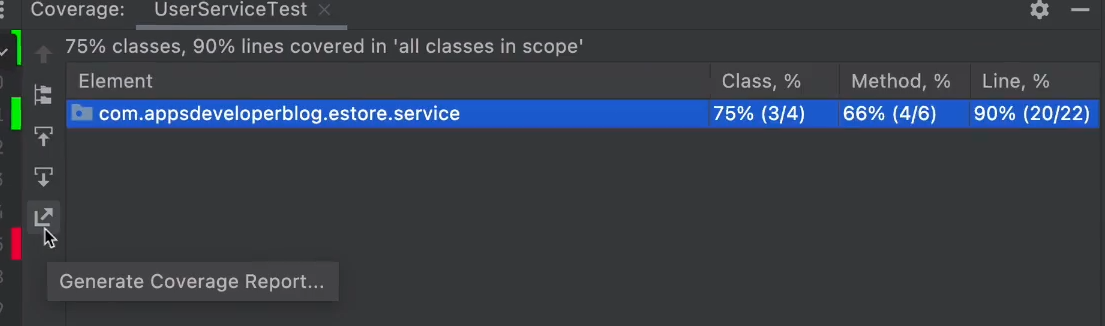 Coverage: UserServiceTest
75% classes, 90% lines covered in 'all classes in scope'
Element Class, % Method, % Line, %
com.appsdeveloperblog.estore.service 75% (3/4) 66% (4/6) 90% (20/22)
Generate Coverage Report...